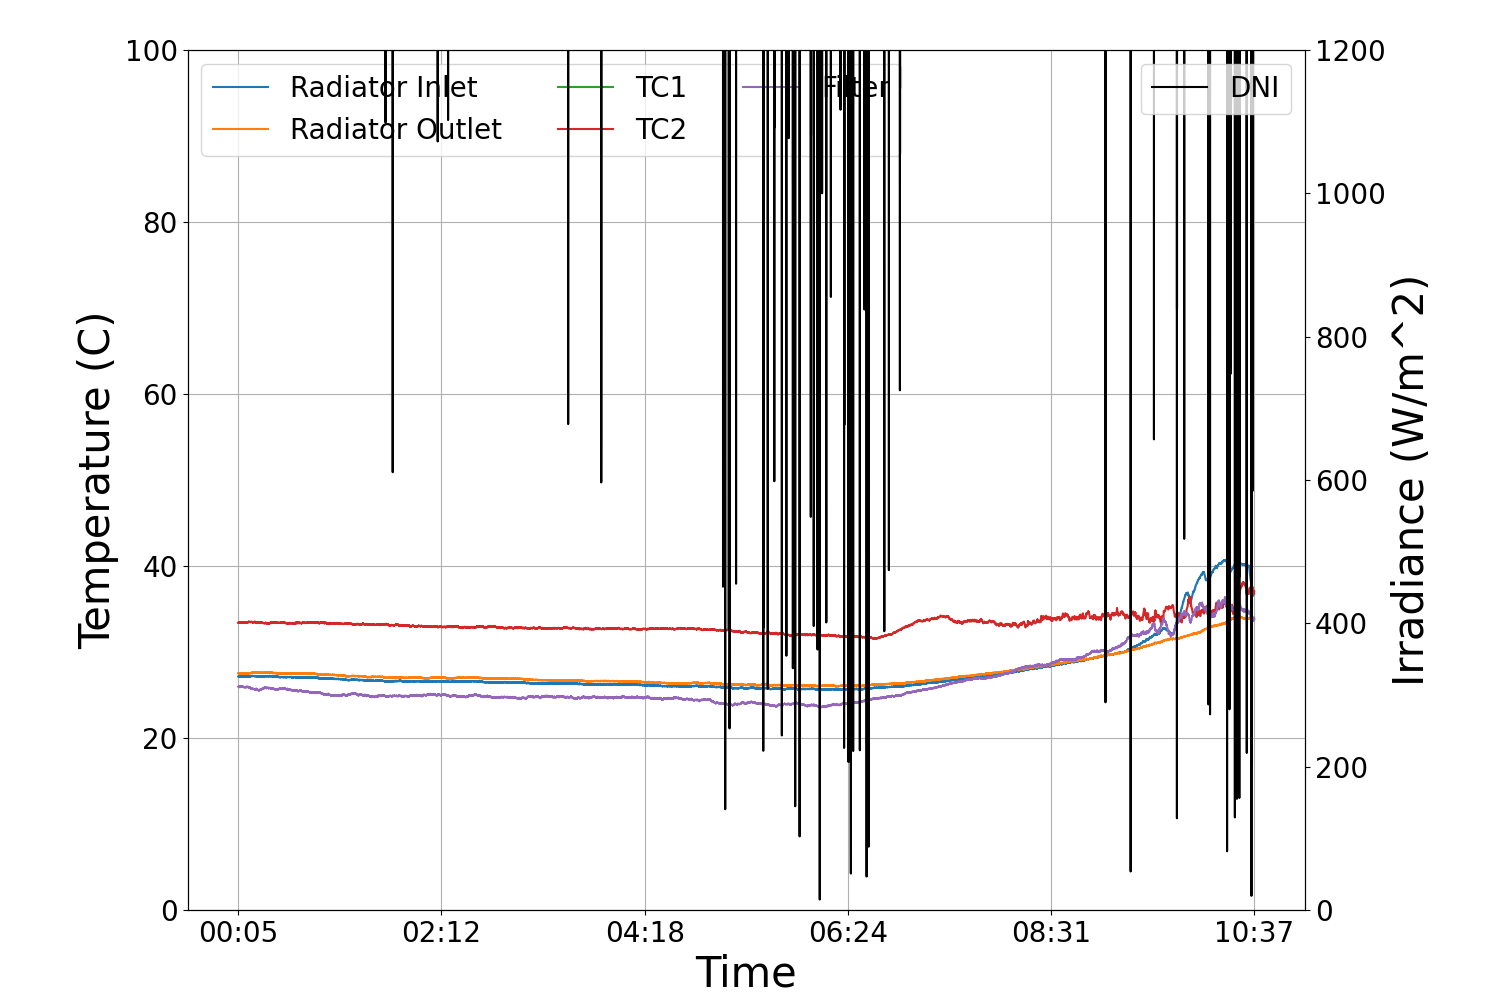 100
80
60
40
20
0
Temperature (C)
Radiator Inlet
Radiator Outlet
TC1
TC2
Filter
DNI
1200
1000
800
600
400
200
0
Irradiance (W/m^2)
00:05 02:12 04:18 06:24 08:31 10:37
Time